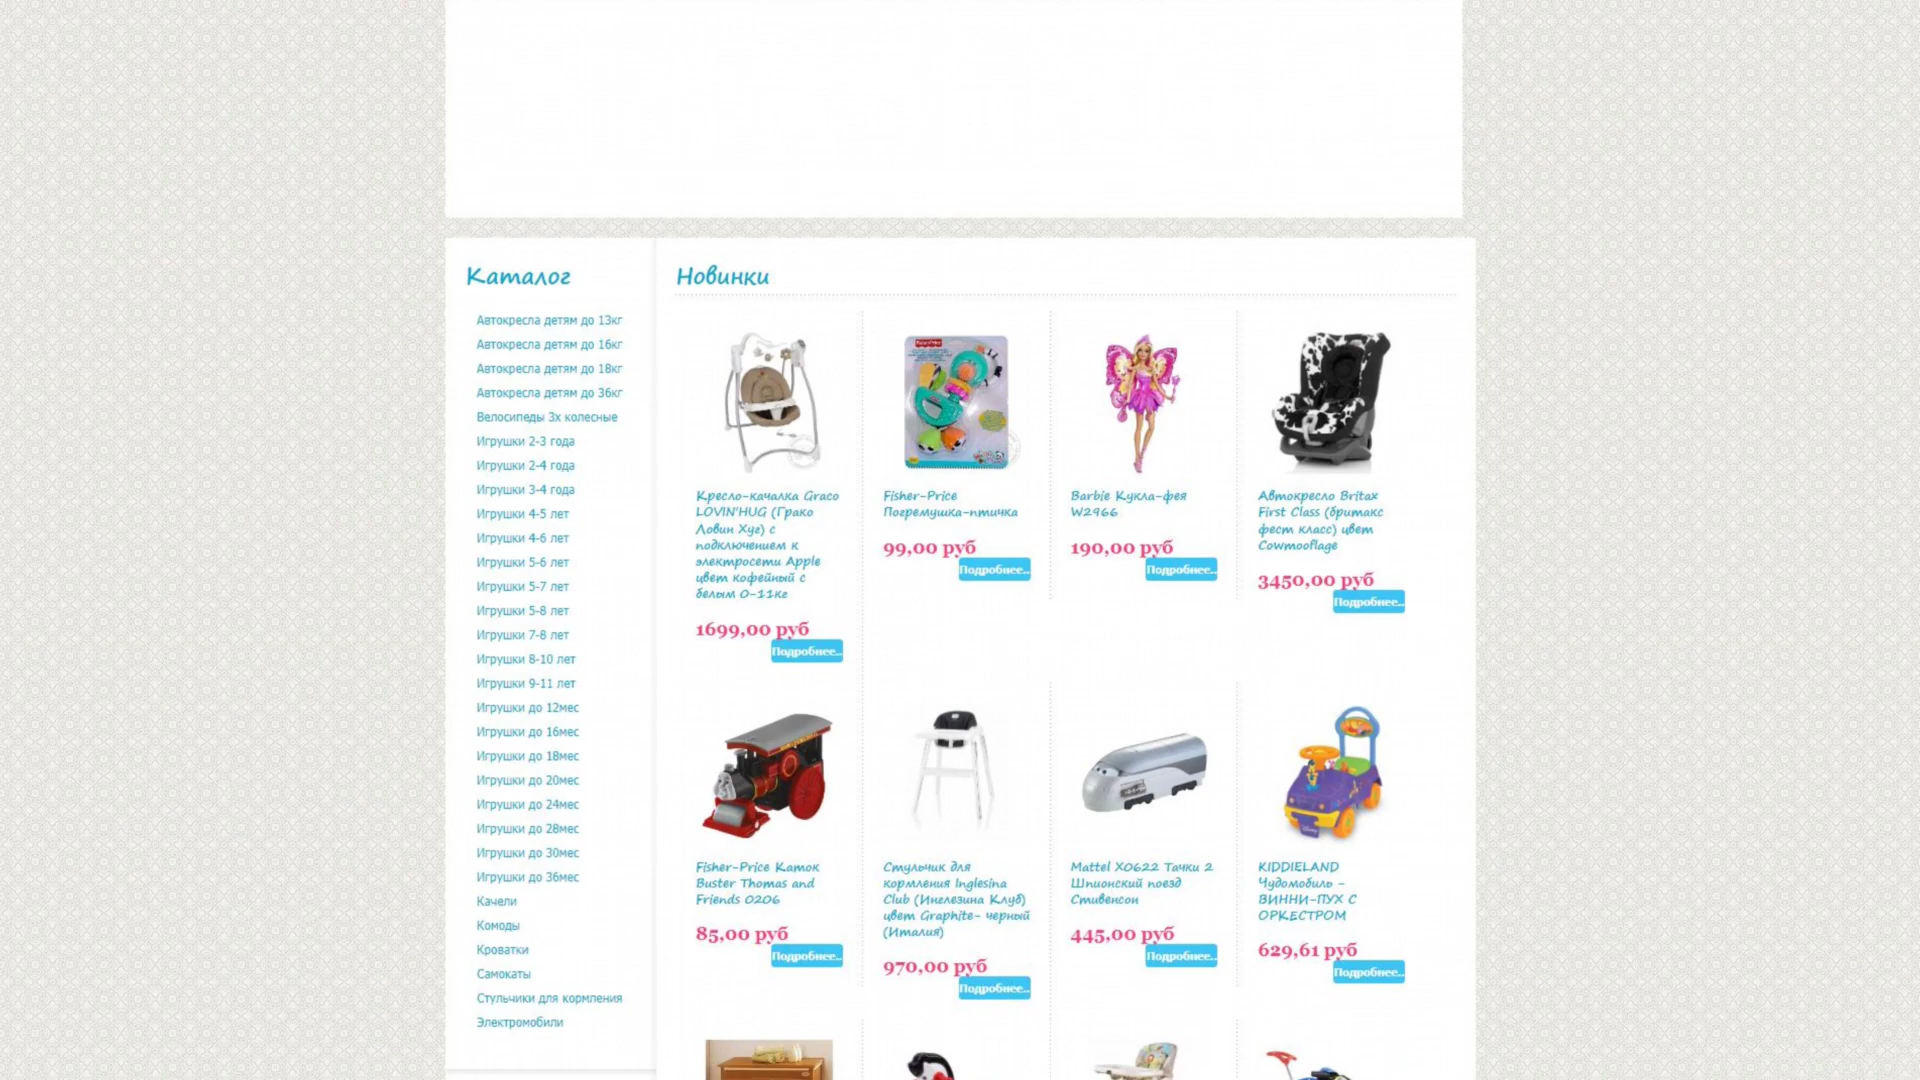 Каталог
Автокресла детям до 13кг
Автокресла детям до 16кг
Автокресла детям до 18кг
Автокресла детям до 36кг
Велосипеды 3х колесные
Игрушки 2-3 года
Игрушки 2-4 года
Игрушки 3-4 года
Игрушки 4-5 лет
Игрушки 4-6 лет
Игрушки 5-6 лет
Игрушки 5-7 лет
Игрушки 5-8 лет
Игрушки 7-8 лет
Игрушки 8-10 лет
Игрушки 9-11 лет
Игрушки до 12мес
Игрушки до 16мес
Игрушки до 18мес
Игрушки до 20мес
Игрушки до 24мес
Игрушки до 28мес
Игрушки до 30мес
Игрушки до 36мес
Качели
Комоды
Кроватки
Самокаты
Стульчики для кормления
Электромобили
Новинки
Кресло-качалка Graco
LOVIN'HUG (Грако
Ловин Хуг) с
подключением к
электросети Apple
цвет кофейный с
белым 0-11кг
1699,00 руб
Подробнее..
Fisher-Price
Погремушка-птичка
99,00 руб
Подробнее..
Barbie Кукла-фея
W2966
190,00 руб
Подробнее..
Автокресло Britax
First Class (бритакс
фест класс) цвет
Cowmooflage
3450,00 руб
Подробнее..
Fisher-Price Каток
Buster Thomas and
Friends 0206
85,00 руб
Подробнее..
Стульчик для
кормления Inglesina
Club (Инглезина Клуб)
цвет Graphite- черный
(Италия)
970,00 руб
Подробнее..
Mattel X0622 Тачки 2
Шпионский поезд
Стивенсон
445,00 руб
Подробнее..
KIDDIELAND
Чудомобиль -
ВИННИ-ПУХ С
ОРКЕСТРОМ
629,61 руб
Подробнее..